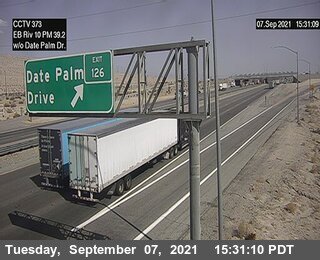 CCTV 373
EB Riv 10 PM 39.2
w/o Date Palm Dr.
07.Sep 2021 15:31:09
Date Palm
Drive
EXIT
126
Tuesday, September 07, 2021 15:31:10 PDT